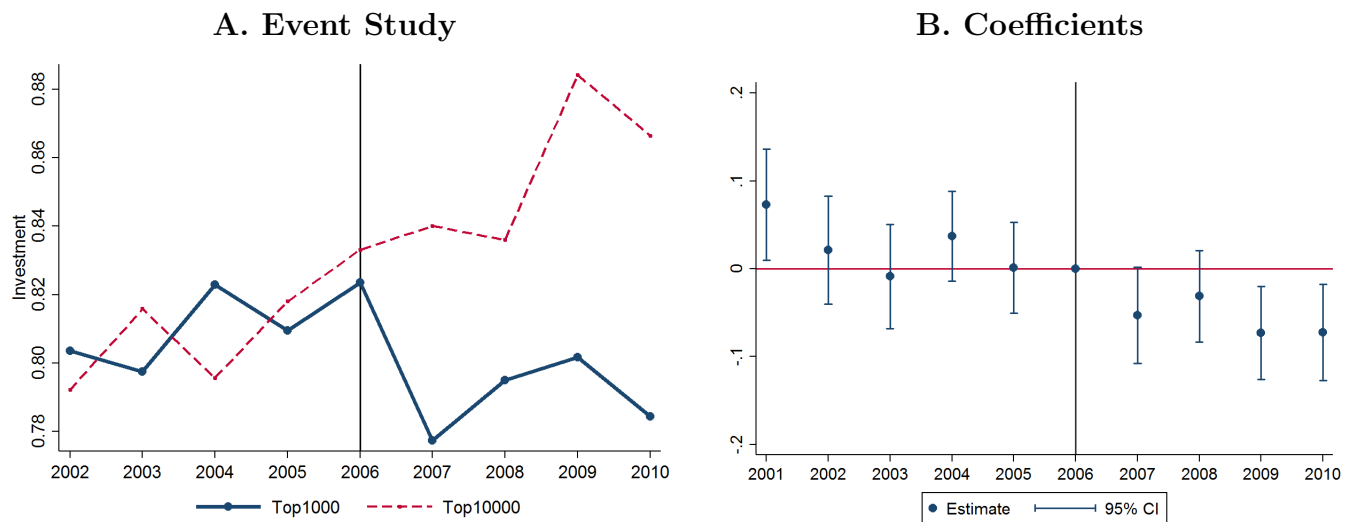 A. Event Study
Investment
0.88
0.86
0.84
0.82
0.80
0.78
2002 2003 2004 2005 2006 2007 2008 2009 2010
Top1000 Top10000
B. Coefficients
.2
.1
0
-.1
-.2
2001 2002 2003 2004 2005 2006 2007 2008 2009 2010
Estimate 95% CI